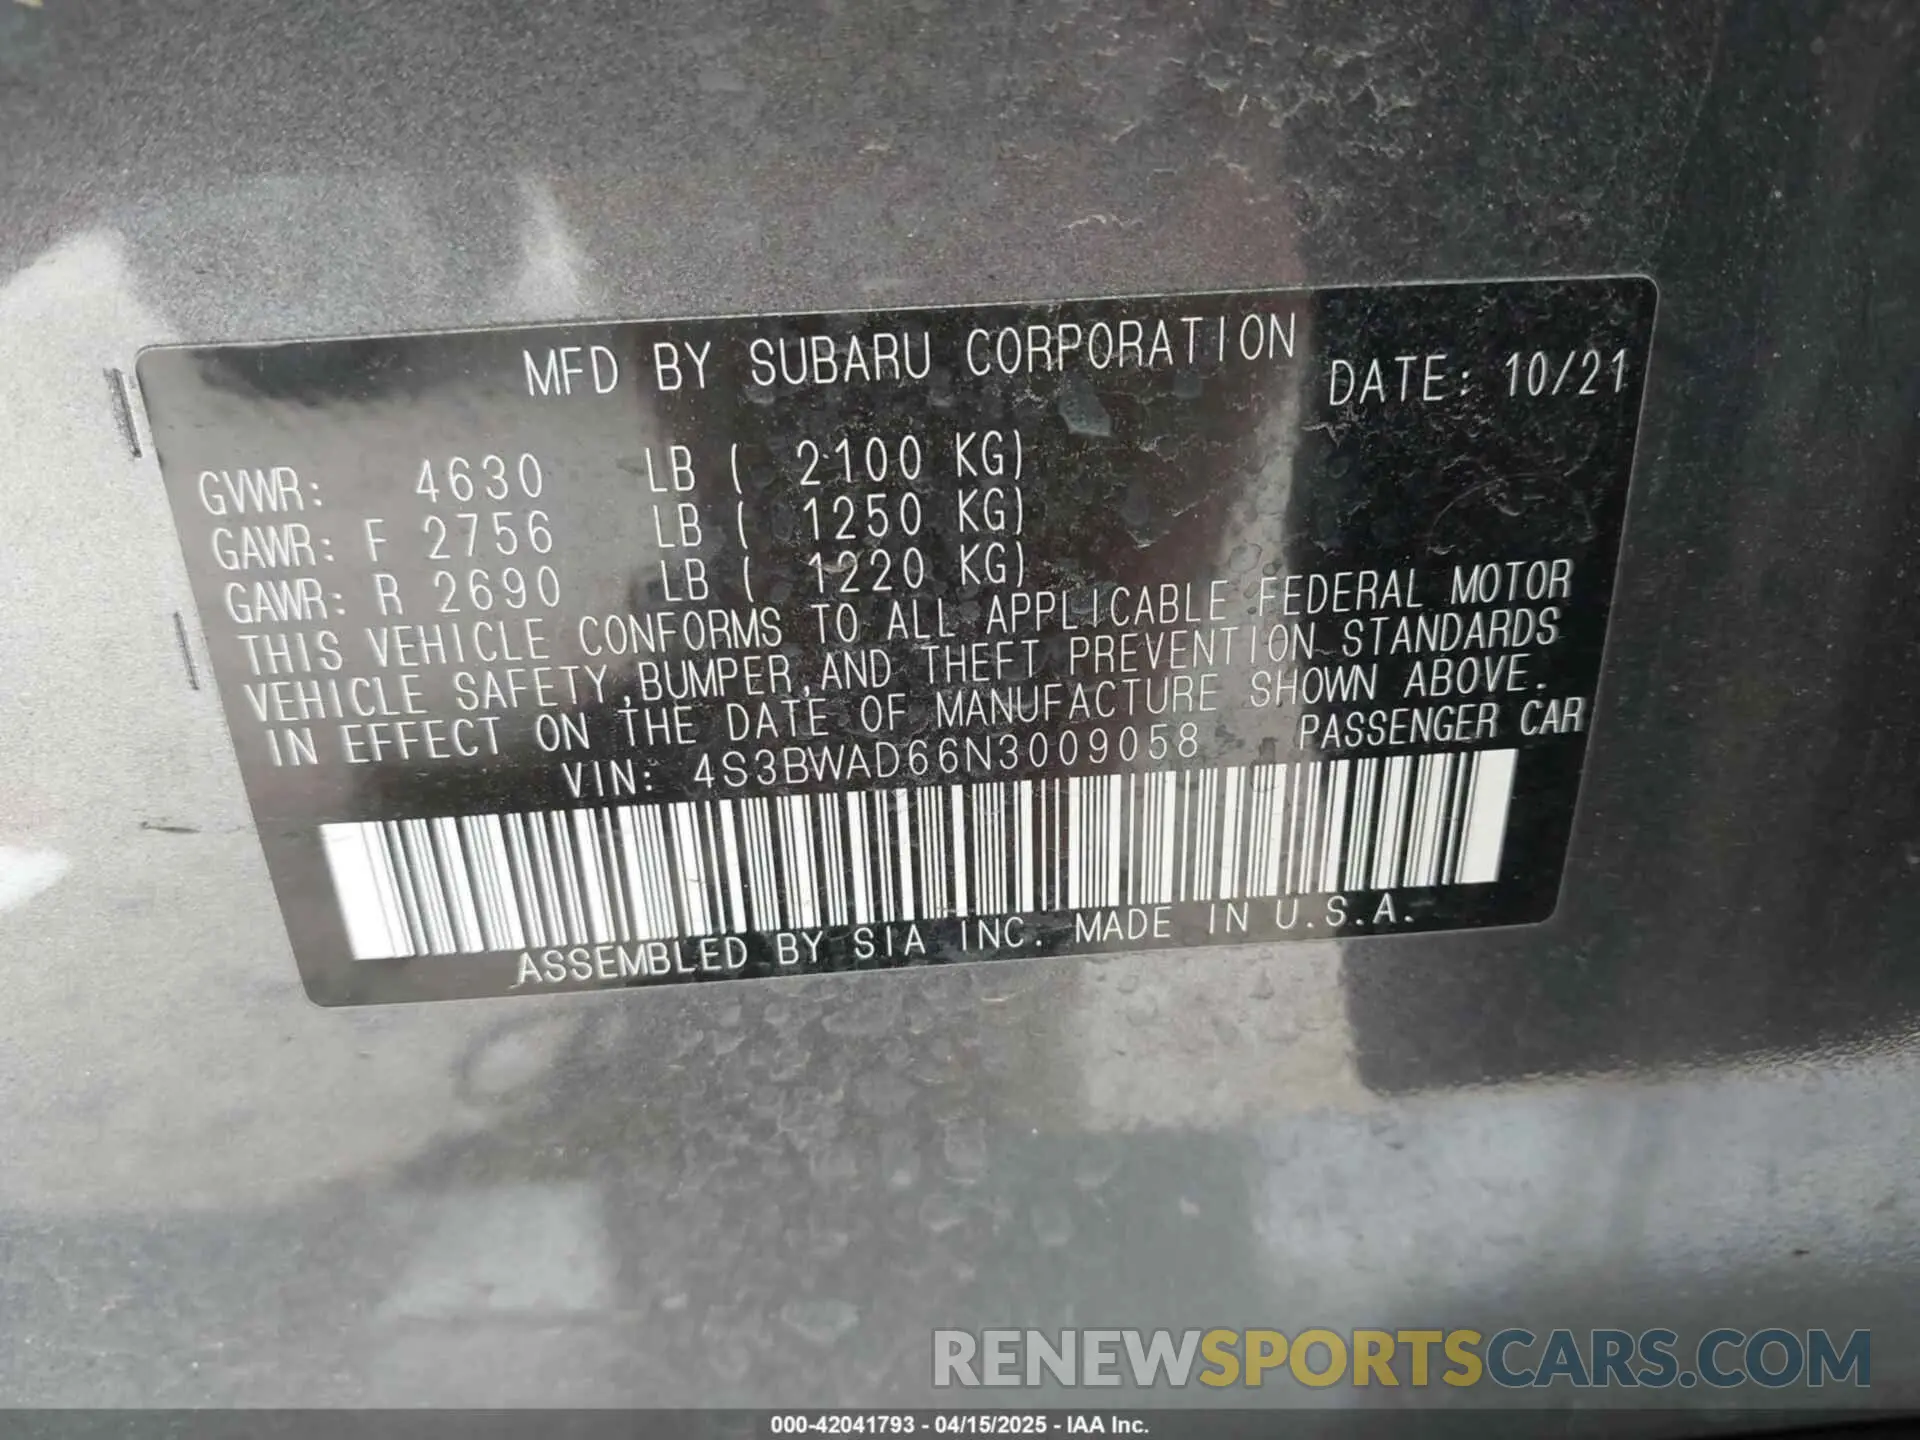 MFD BY SUBARU CORPORATION DATE: 10/21
GVWR: 4630 LB ( 2100 KG)
GAWR: F 2756 LB ( 1250 KG)
GAWR: R 2690 LB ( 1220 KG)
THIS VEHICLE CONFORMS TO ALL APPLICABLE FEDERAL MOTOR
VEHICLE SAFETY,BUMPER,AND THEFT PREVENTION STANDARDS
IN EFFECT ON THE DATE OF MANUFACTURE SHOWN ABOVE.
VIN: 4S3BWAD66N3009058 PASSENGER CAR
ASSEMBLED BY SIA INC. MADE IN U.S.A.
RENEWSPORTSCARS.COM
000-42041793 - 04/15/2025 - IAA Inc.